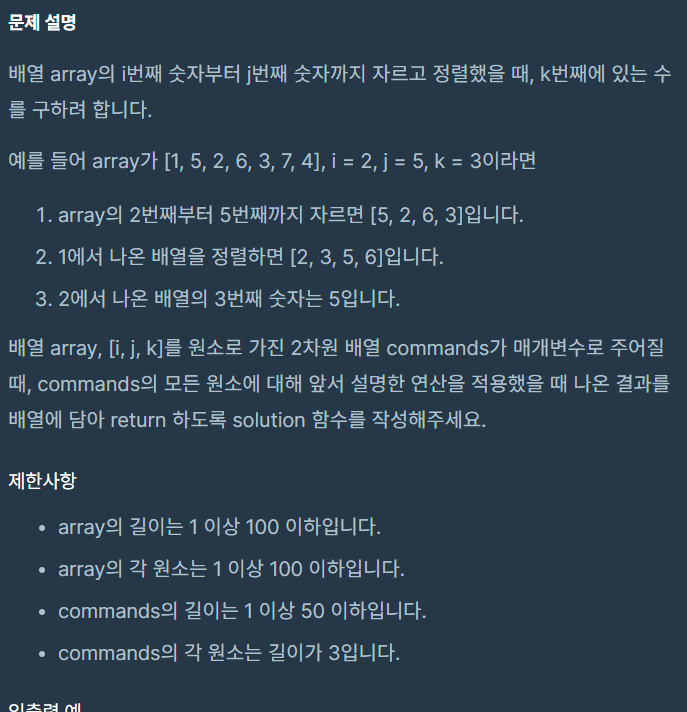 문제 설명
배열 array의 i번째 숫자부터 j번째 숫자까지 자르고 정렬했을 때, k번째에 있는 수
를 구하려 합니다.
예를 들어 array가 [1, 5, 2, 6, 3, 7, 4], i = 2, j = 5, k = 3이라면
1. array의 2번째부터 5번째까지 자르면 [5, 2, 6, 3]입니다.
2. 1에서 나온 배열을 정렬하면 [2, 3, 5, 6]입니다.
3. 2에서 나온 배열의 3번째 숫자는 5입니다.
배열 array, [i, j, k]를 원소로 가진 2차원 배열 commands가 매개변수로 주어질
때, commands의 모든 원소에 대해 앞서 설명한 연산을 적용했을 때 나온 결과를
배열에 담아 return 하도록 solution 함수를 작성해주세요.
제한사항
• array의 길이는 1 이상 100 이하입니다.
• array의 각 원소는 1 이상 100 이하입니다.
• commands의 길이는 1 이상 50 이하입니다.
• commands의 각 원소는 길이가 3입니다.
입출력 예